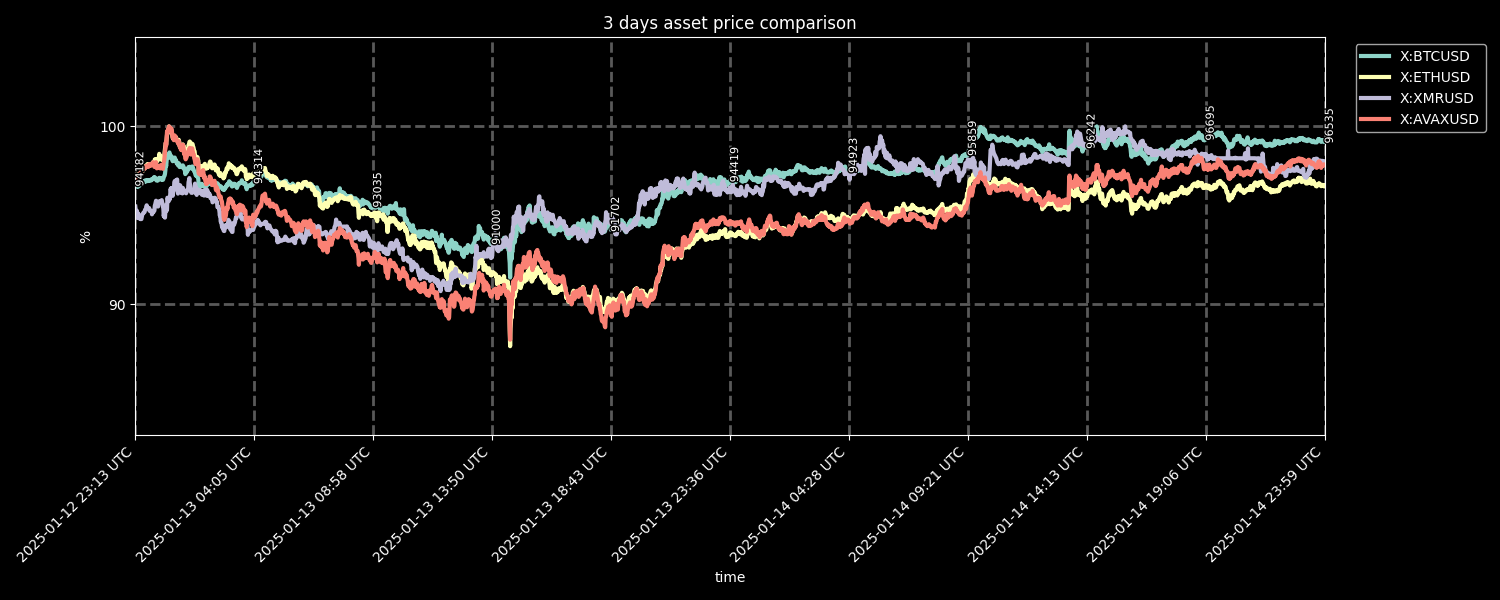 3 days asset price comparison
X:BTCUSD
X:ETHUSD
X:XMRUSD
X:AVAXUSD
100
90
%
94182
94314
93035
91000
91702
94419
94923
95859
96242
96695
96535
2025-01-12 23:13 UTC
2025-01-13 04:05 UTC
2025-01-13 08:58 UTC
2025-01-13 13:50 UTC
2025-01-13 18:43 UTC
2025-01-13 23:36 UTC
2025-01-14 04:28 UTC
2025-01-14 09:21 UTC
2025-01-14 14:13 UTC
2025-01-14 19:06 UTC
2025-01-14 23:59 UTC
time